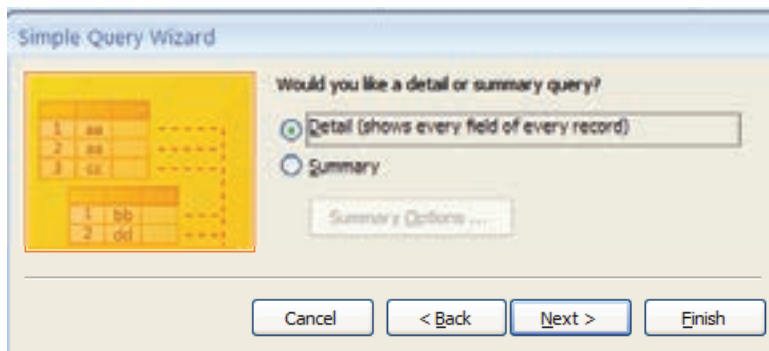 Simple Query Wizard
Would you like a detail or summary query?
Detail (shows every field of every record)
Summary
Summary Options ...
1 aa
2 aa
3 cc
1 bb
2 dd
Cancel
< Back
Next >
Finish